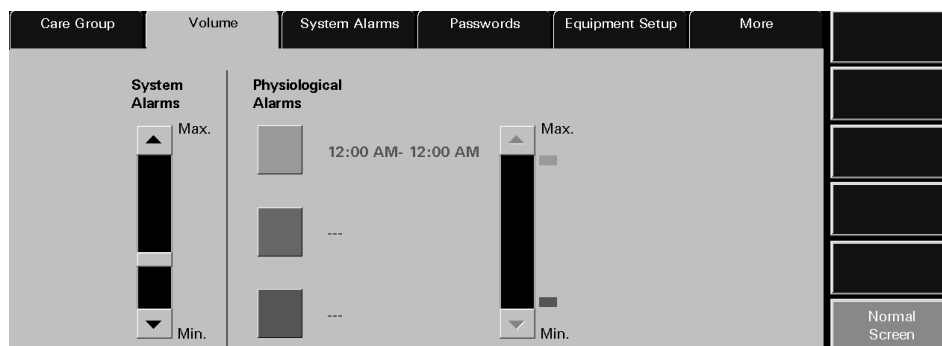 Care Group
Volume
System Alarms
Passwords
Equipment Setup
More
System
Alarms
Physiological
Alarms
Max.
Max.
12:00 AM- 12:00 AM
---
---
Min.
Min.
Normal
Screen